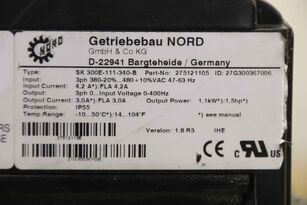 NORD
Getriebebau NORD
GmbH & Co KG
D-22941 Bargteheide / Germany
Type: SK 300E-111-340-B Part-No: 275121105 ID: 27G300367006
Input: 3ph 380-20%...480+10%VAC 47-63 Hz
Input Current: 4.2 A*) FLA 4.2A
Output: 3ph 0...Input Voltage 0-400Hz
Output Current: 3.0A*) FLA 3.0A Output Power: 1.1kW*)/1.5hp*)
Protection: IP55
Temp-Range: -10...50°C*)/14...104°F*) *) see manual
Version: 1.8 R3 IHE
CE